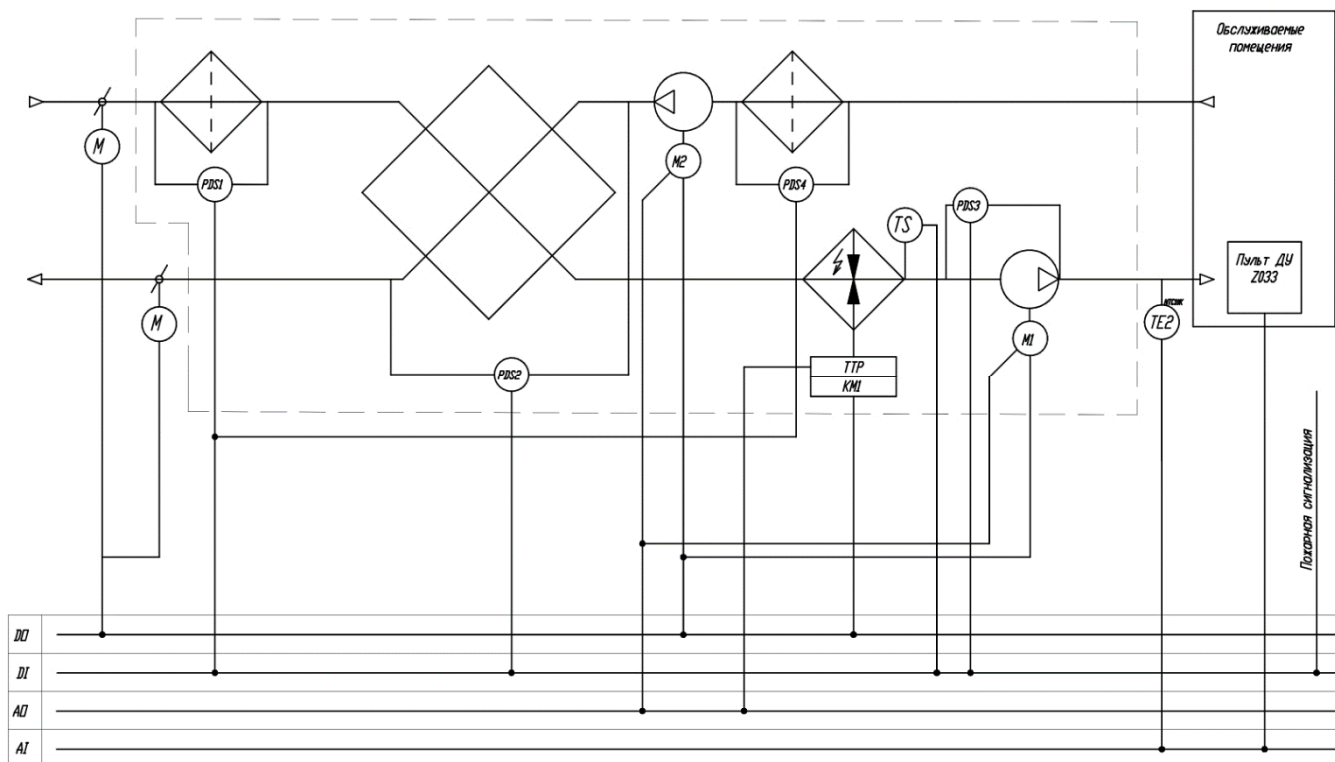 Обслуживаемые
помещения
M
PDS1
M2
PDS4
TS
PDS3
Пульт ДУ
Z033
M
PDS2
TTP
KM1
M1
NTC10K
TE2
Пожарная сигнализация
DO
DI
AO
AI